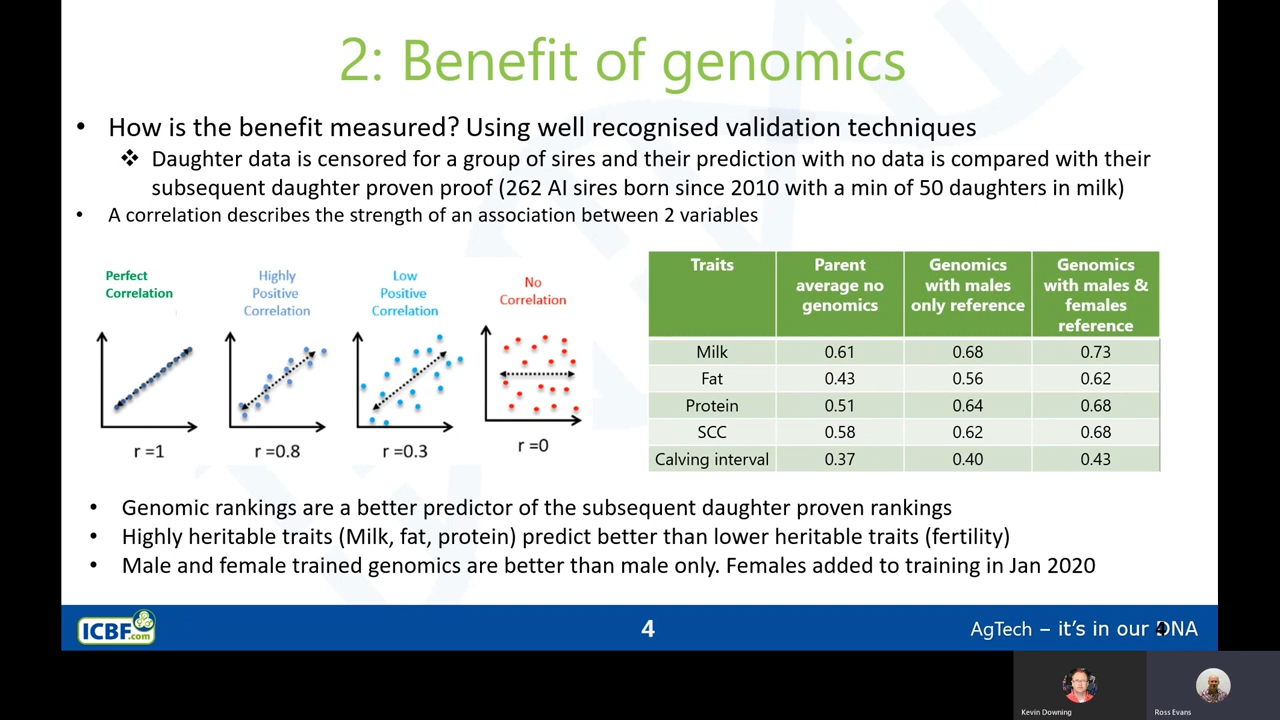 2: Benefit of genomics
• How is the benefit measured? Using well recognised validation techniques
❖ Daughter data is censored for a group of sires and their prediction with no data is compared with their
subsequent daughter proven proof (262 AI sires born since 2010 with a min of 50 daughters in milk)
• A correlation describes the strength of an association between 2 variables
Perfect
Correlation
r =1
Highly
Positive
Correlation
r =0.8
Low
Positive
Correlation
r =0.3
No
Correlation
r =0
Traits Parent average no genomics Genomics with males only reference Genomics with males & females reference
Milk 0.61 0.68 0.73
Fat 0.43 0.56 0.62
Protein 0.51 0.64 0.68
SCC 0.58 0.62 0.68
Calving interval 0.37 0.40 0.43
• Genomic rankings are a better predictor of the subsequent daughter proven rankings
• Highly heritable traits (Milk, fat, protein) predict better than lower heritable traits (fertility)
• Male and female trained genomics are better than male only. Females added to training in Jan 2020
ICBF.com
4
AgTech – it's in our DNA
4
Kevin Downing
Ross Evans